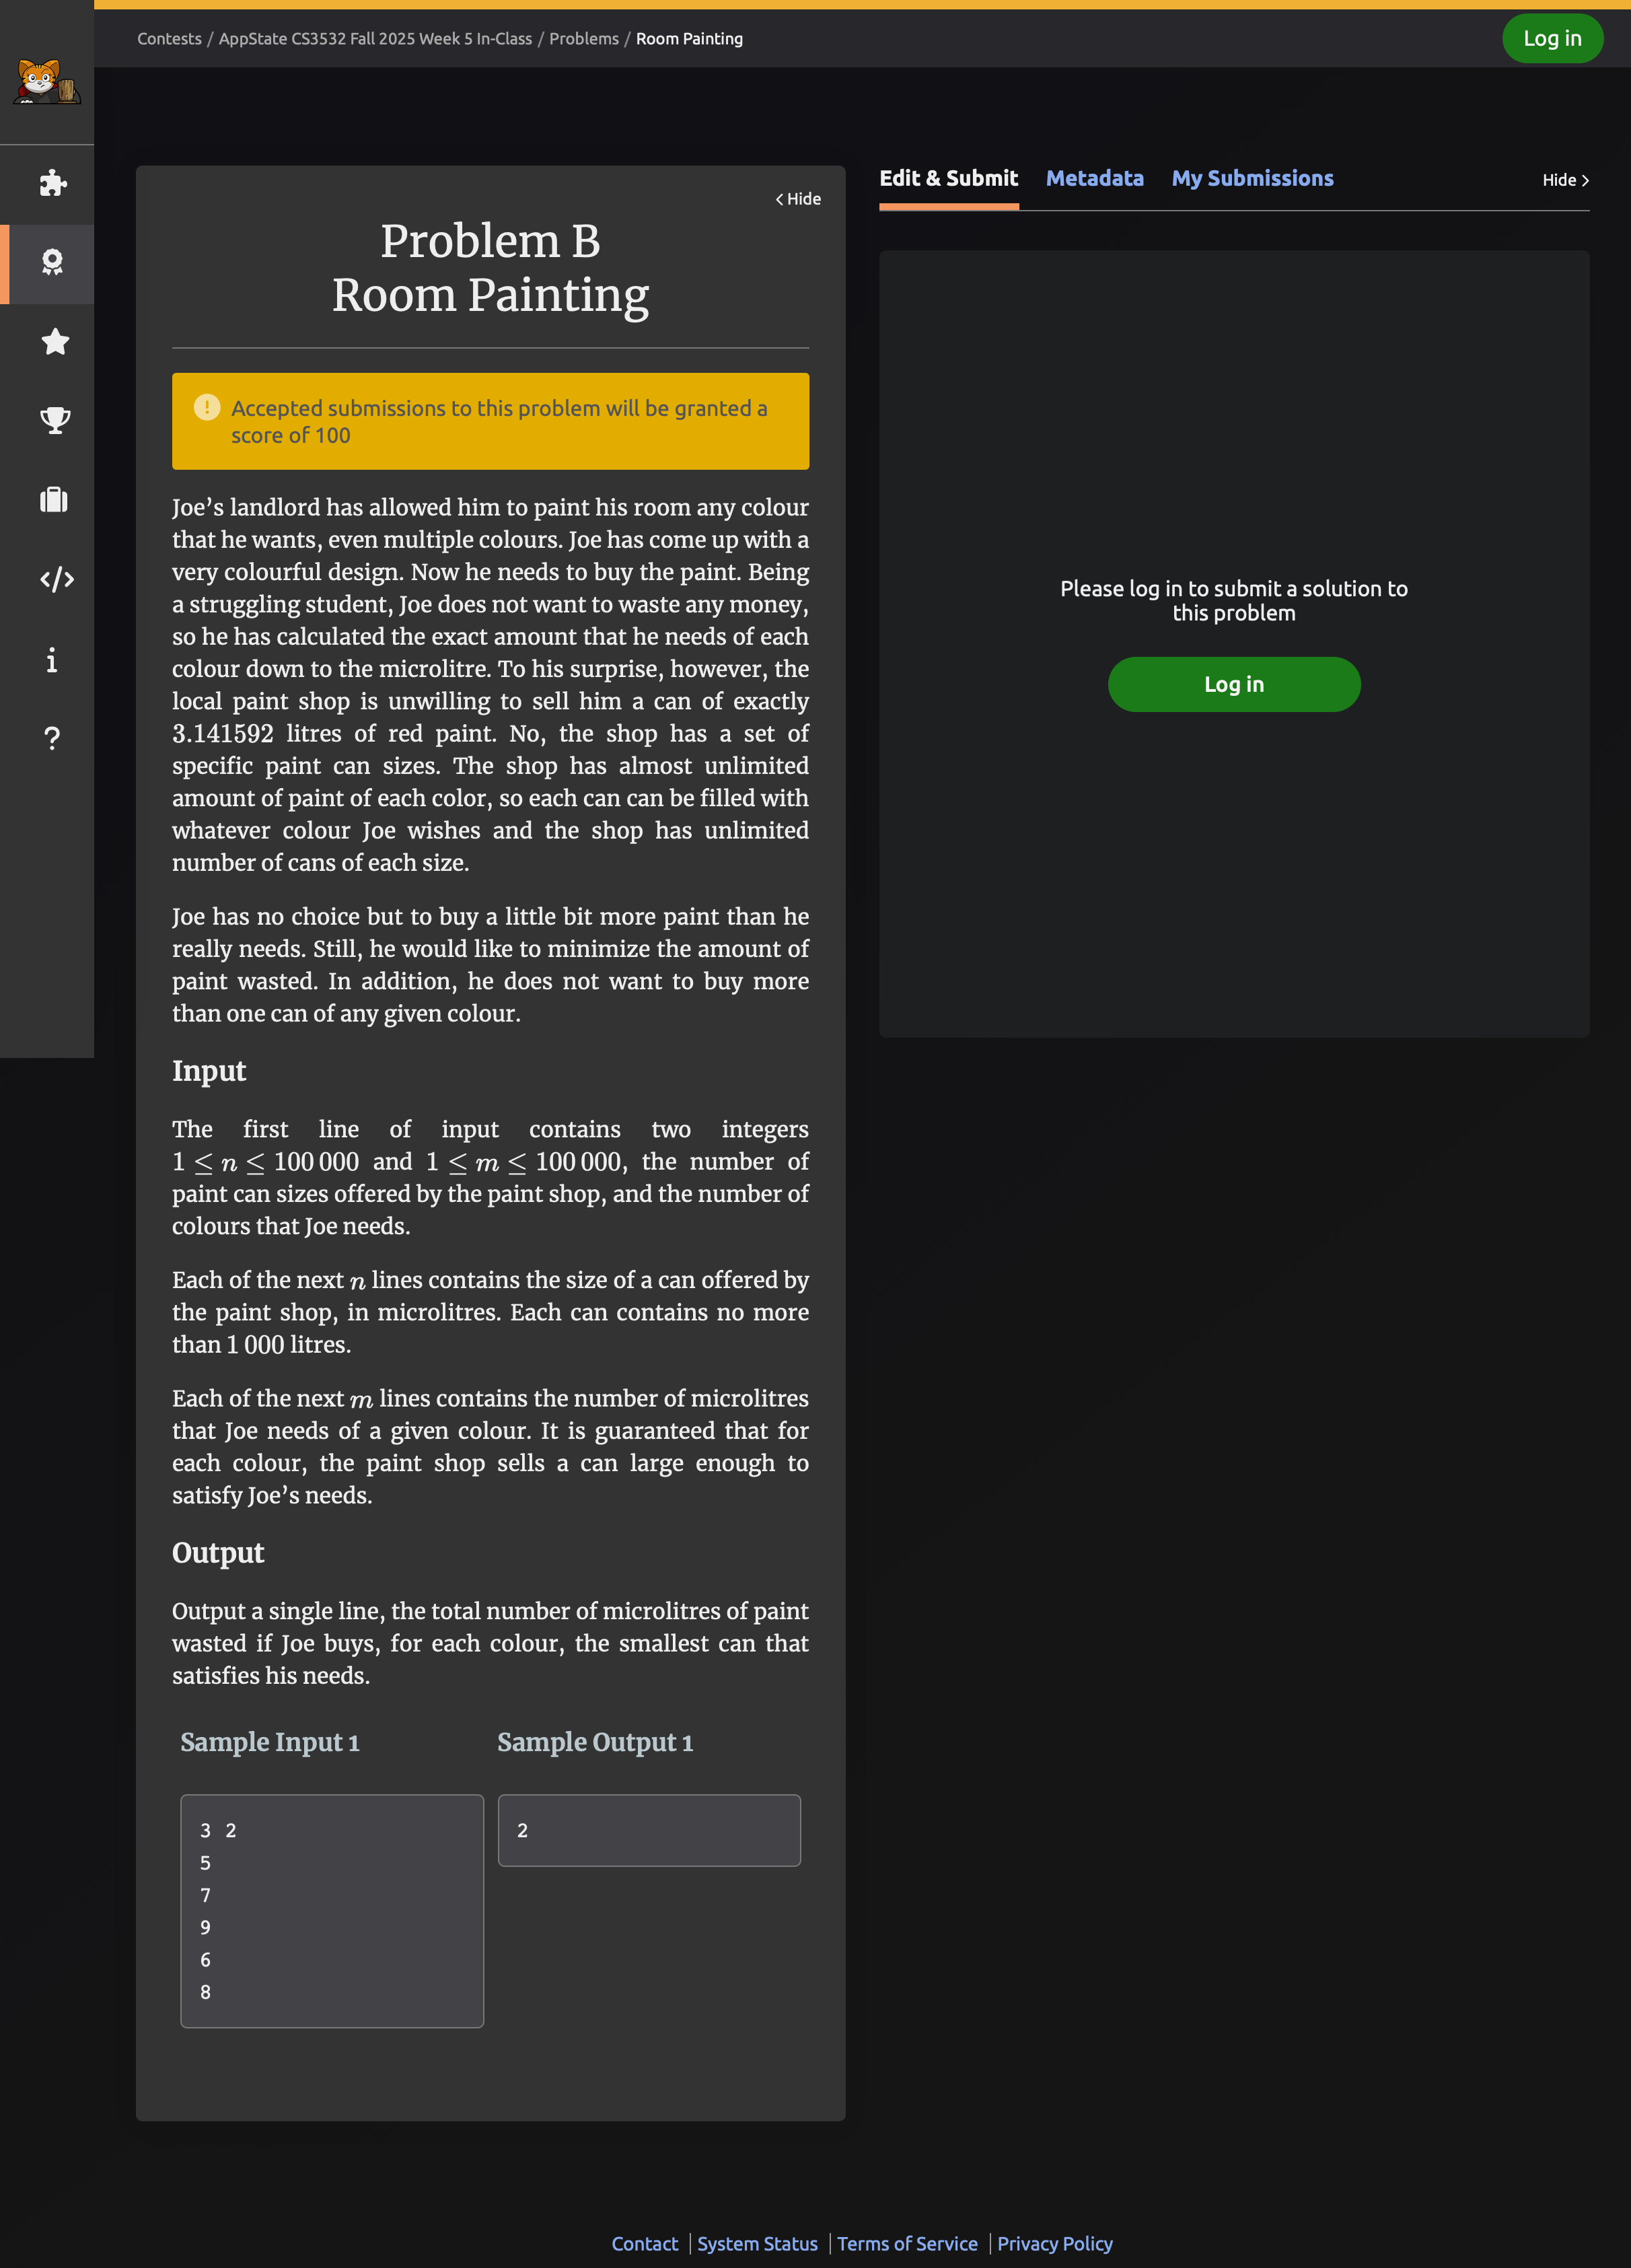 Contests / AppState CS3532 Fall 2025 Week 5 In-Class / Problems / Room Painting
Log in
Hide
Problem B
Room Painting
Accepted submissions to this problem will be granted a
score of 100
Joe’s landlord has allowed him to paint his room any colour
that he wants, even multiple colours. Joe has come up with a
very colourful design. Now he needs to buy the paint. Being
a struggling student, Joe does not want to waste any money,
so he has calculated the exact amount that he needs of each
colour down to the microlitre. To his surprise, however, the
local paint shop is unwilling to sell him a can of exactly
3.141592 litres of red paint. No, the shop has a set of
specific paint can sizes. The shop has almost unlimited
amount of paint of each color, so each can can be filled with
whatever colour Joe wishes and the shop has unlimited
number of cans of each size.
Joe has no choice but to buy a little bit more paint than he
really needs. Still, he would like to minimize the amount of
paint wasted. In addition, he does not want to buy more
than one can of any given colour.
Input
The first line of input contains two integers
1 ≤ n ≤ 100 000 and 1 ≤ m ≤ 100 000, the number of
paint can sizes offered by the paint shop, and the number of
colours that Joe needs.
Each of the next n lines contains the size of a can offered by
the paint shop, in microlitres. Each can contains no more
than 1 000 litres.
Each of the next m lines contains the number of microlitres
that Joe needs of a given colour. It is guaranteed that for
each colour, the paint shop sells a can large enough to
satisfy Joe’s needs.
Output
Output a single line, the total number of microlitres of paint
wasted if Joe buys, for each colour, the smallest can that
satisfies his needs.
Sample Input 1
3 2
5
7
9
6
8
Sample Output 1
2
Edit & Submit Metadata My Submissions Hide
Please log in to submit a solution to
this problem
Log in
Contact | System Status | Terms of Service | Privacy Policy